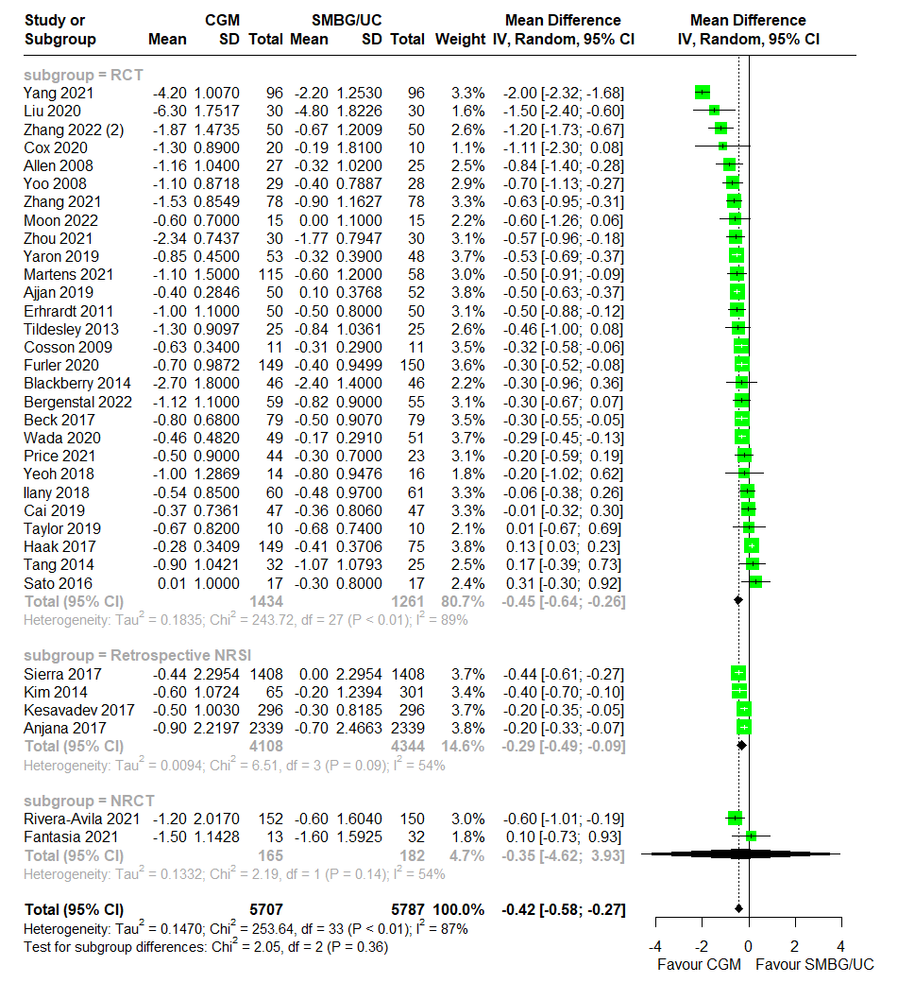 Study or CGM SMBG/UC Mean Difference Mean Difference
Subgroup Mean SD Total Mean SD Total Weight IV, Random, 95% CI IV, Random, 95% CI
subgroup = RCT
Yang 2021 -4.20 1.0070 96 -2.20 1.2530 96 3.3% -2.00 [-2.32; -1.68]
Liu 2020 -6.30 1.7517 30 -4.80 1.8226 30 1.6% -1.50 [-2.40; -0.60]
Zhang 2022 (2) -1.87 1.4735 50 -0.67 1.2009 50 2.6% -1.20 [-1.73; -0.67]
Cox 2020 -1.30 0.8900 20 -0.19 1.8100 10 1.1% -1.11 [-2.30; 0.08]
Allen 2008 -1.16 1.0400 27 -0.32 1.0200 25 2.5% -0.84 [-1.40; -0.28]
Yoo 2008 -1.10 0.8718 29 -0.40 0.7887 28 2.9% -0.70 [-1.13; -0.27]
Zhang 2021 -1.53 0.8549 78 -0.90 1.1627 78 3.3% -0.63 [-0.95; -0.31]
Moon 2022 -0.60 0.7000 15 0.00 1.1000 15 2.2% -0.60 [-1.26; 0.06]
Zhou 2021 -2.34 0.7437 30 -1.77 0.7947 30 3.1% -0.57 [-0.96; -0.18]
Yaron 2019 -0.85 0.4500 53 -0.32 0.3900 48 3.7% -0.53 [-0.69; -0.37]
Martens 2021 -1.10 1.5000 115 -0.60 1.2000 58 3.0% -0.50 [-0.91; -0.09]
Ajjan 2019 -0.40 0.2846 50 0.10 0.3768 52 3.8% -0.50 [-0.63; -0.37]
Erhardt 2011 -1.00 1.1000 50 -0.50 0.8000 50 3.1% -0.50 [-0.88; -0.12]
Tildesley 2013 -1.30 0.9097 25 -0.84 1.0361 25 2.6% -0.46 [-1.00; 0.08]
Cosson 2009 -0.63 0.3400 11 -0.31 0.2900 11 3.5% -0.32 [-0.58; -0.06]
Furler 2020 -0.70 0.9872 149 -0.40 0.9499 150 3.6% -0.30 [-0.52; -0.08]
Blackberry 2014 -2.70 1.8000 46 -2.40 1.4000 46 2.2% -0.30 [-0.96; 0.36]
Bergenstal 2022 -1.12 1.1000 59 -0.82 0.9000 55 3.1% -0.30 [-0.67; 0.07]
Beck 2017 -0.80 0.6800 79 -0.50 0.9070 79 3.5% -0.30 [-0.55; -0.05]
Wada 2020 -0.46 0.4820 49 -0.17 0.2910 51 3.7% -0.29 [-0.45; -0.13]
Price 2021 -0.50 0.9000 44 -0.30 0.7000 23 3.1% -0.20 [-0.59; 0.19]
Yeoh 2018 -1.00 1.2869 14 -0.80 0.9476 16 1.8% -0.20 [-1.02; 0.62]
Ilany 2018 -0.54 0.8500 60 -0.48 0.9700 61 3.3% -0.06 [-0.38; 0.26]
Cai 2019 -0.37 0.7361 47 -0.36 0.8060 47 3.3% -0.01 [-0.32; 0.30]
Taylor 2019 -0.67 0.8200 10 -0.68 0.7400 10 2.1% 0.01 [-0.67; 0.69]
Haak 2017 -0.28 0.3409 149 -0.41 0.3706 75 3.8% 0.13 [ 0.03; 0.23]
Tang 2014 -0.90 1.0421 32 -1.07 1.0793 25 2.5% 0.17 [-0.39; 0.73]
Sato 2016 0.01 1.0000 17 -0.30 0.8000 17 2.4% 0.31 [-0.30; 0.92]
Total (95% CI) 1434 1261 80.7% -0.45 [-0.64; -0.26]
Heterogeneity: Tau² = 0.1835; Chi² = 243.72, df = 27 (P < 0.01); I² = 89%
subgroup = Retrospective NRSI
Sierra 2017 -0.44 2.2954 1408 0.00 2.2954 1408 3.7% -0.44 [-0.61; -0.27]
Kim 2014 -0.60 1.0724 65 -0.20 1.2394 301 3.4% -0.40 [-0.70; -0.10]
Kesavadev 2017 -0.50 1.0030 296 -0.30 0.8185 296 3.7% -0.20 [-0.35; -0.05]
Anjana 2017 -0.90 2.2197 2339 -0.70 2.4663 2339 3.8% -0.20 [-0.33; -0.07]
Total (95% CI) 4108 4344 14.6% -0.29 [-0.49; -0.09]
Heterogeneity: Tau² = 0.0094; Chi² = 6.51, df = 3 (P = 0.09); I² = 54%
subgroup = NRCT
Rivera-Avila 2021 -1.20 2.0170 152 -0.60 1.6040 150 3.0% -0.60 [-1.01; -0.19]
Fantasia 2021 -1.50 1.1428 13 -1.60 1.5925 32 1.8% 0.10 [-0.73; 0.93]
Total (95% CI) 165 182 4.7% -0.35 [-4.62; 3.93]
Heterogeneity: Tau² = 0.1332; Chi² = 2.19, df = 1 (P = 0.14); I² = 54%
Total (95% CI) 5707 5787 100.0% -0.42 [-0.58; -0.27]
Heterogeneity: Tau² = 0.1470; Chi² = 253.64, df = 33 (P < 0.01); I² = 87%
Test for subgroup differences: Chi² = 2.05, df = 2 (P = 0.36)
-4 -2 0 2 4
Favour CGM Favour SMBG/UC